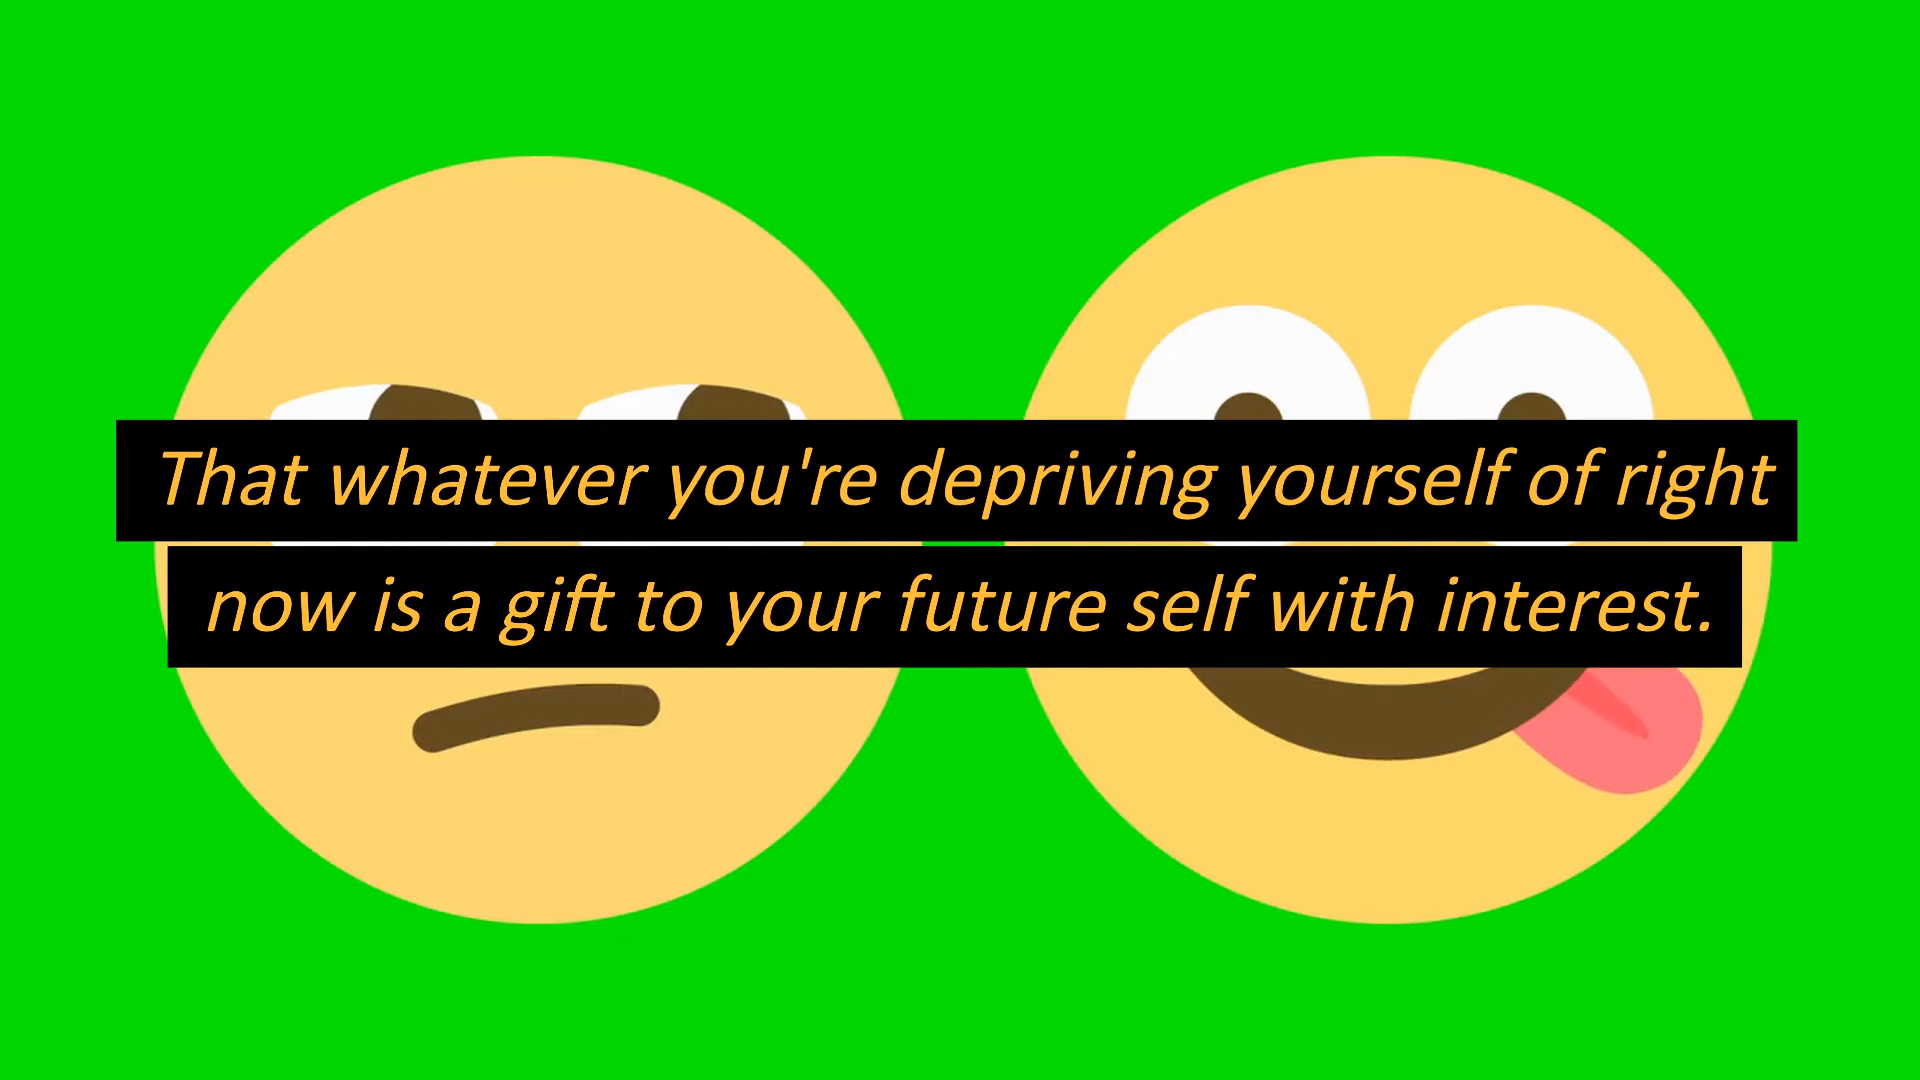 That whatever you're depriving yourself of right
now is a gift to your future self with interest.